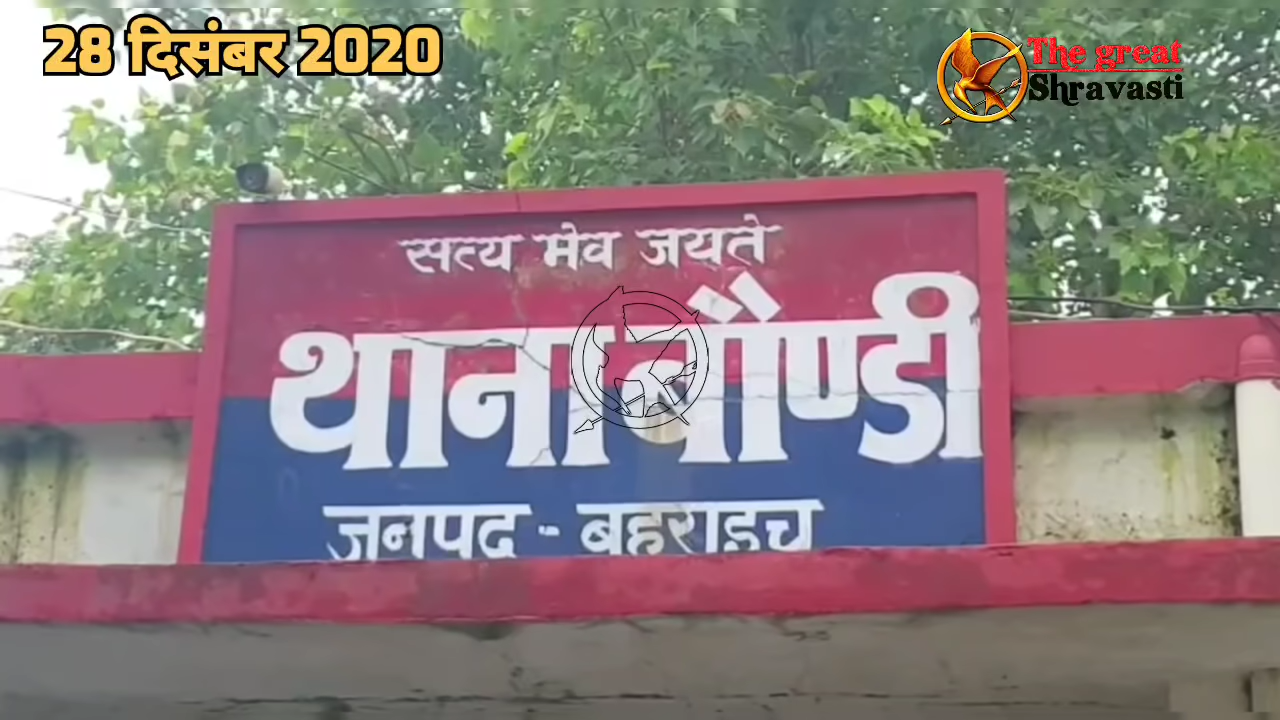 28 दिसंबर 2020
The great
Shravasti
सत्य मेव जयते
थाना बौण्डी
जनपद - बहराइच